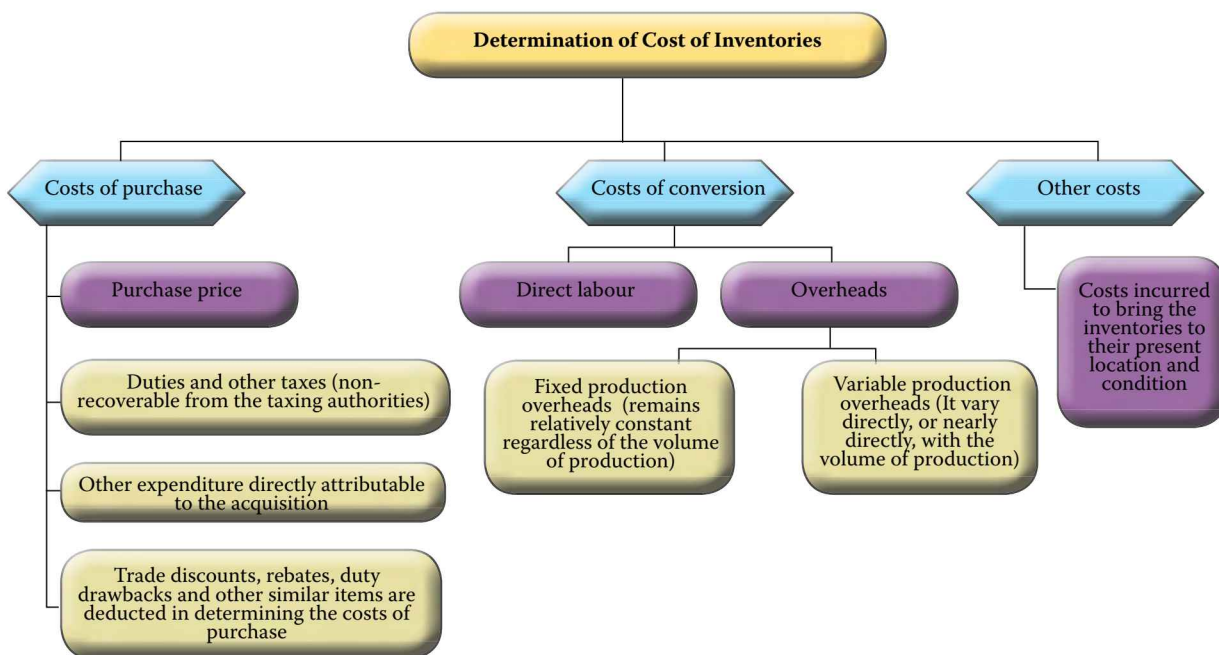 Determination of Cost of Inventories
Costs of purchase
Costs of conversion
Other costs
Purchase price
Direct labour
Overheads
Costs incurred
to bring the
inventories to
their present
location and
condition
Duties and other taxes (non-
recoverable from the taxing authorities)
Fixed production
overheads (remains
relatively constant
regardless of the volume
of production)
Variable production
overheads (It vary
directly, or nearly
directly, with the
volume of production)
Other expenditure directly attributable
to the acquisition
Trade discounts, rebates, duty
drawbacks and other similar items are
deducted in determining the costs of
purchase